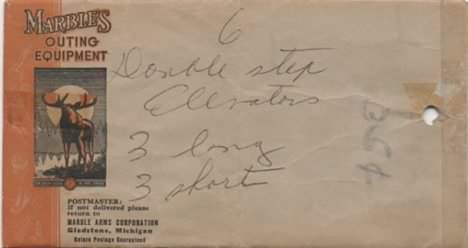 MARBLE'S
OUTING
EQUIPMENT
6
Double step
Elevators
3 long
3 short
POSTMASTER:
If not delivered please
return to
MARBLE ARMS CORPORATION
Gladstone, Michigan
Return Postage Guaranteed